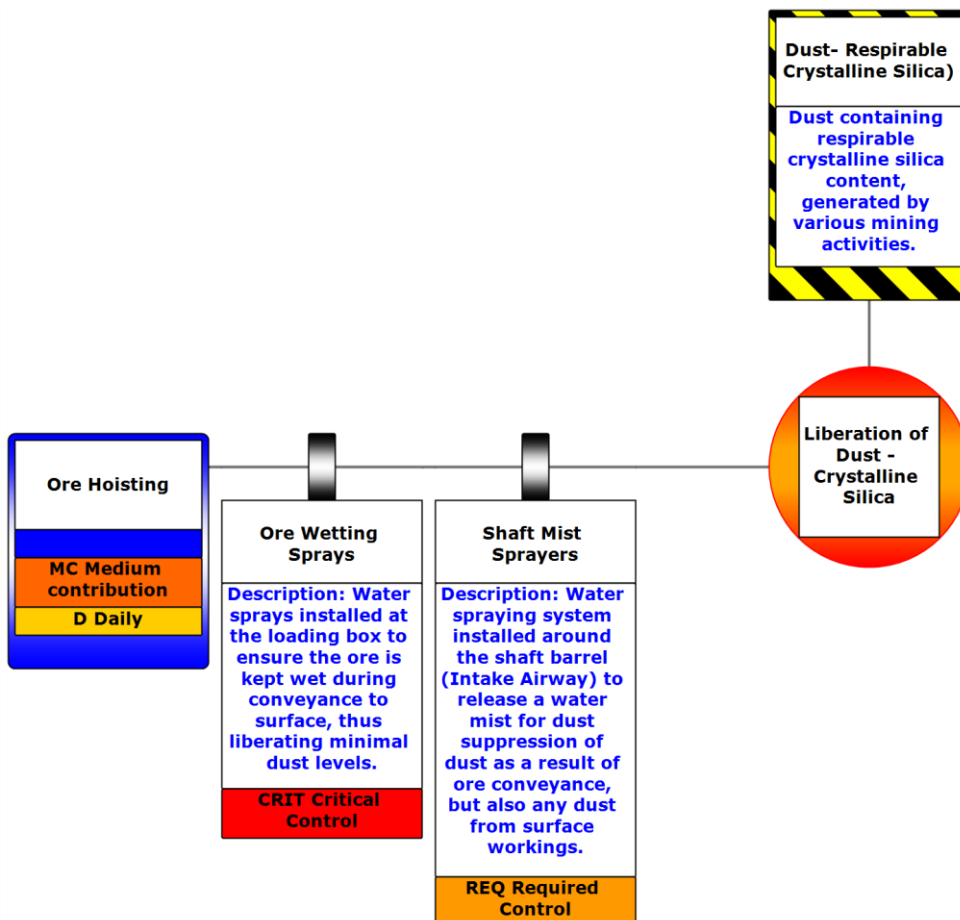 Dust- Respirable
Crystalline Silica)
Dust containing
respirable
crystalline silica
content,
generated by
various mining
activities.
Liberation of
Dust -
Crystalline
Silica
Ore Hoisting
MC Medium
contribution
D Daily
Ore Wetting
Sprays
Description: Water
sprays installed at
the loading box to
ensure the ore is
kept wet during
conveyance to
surface, thus
liberating minimal
dust levels.
CRIT Critical
Control
Shaft Mist
Sprayers
Description: Water
spraying system
installed around
the shaft barrel
(Intake Airway) to
release a water
mist for dust
suppression of
dust as a result of
ore conveyance,
but also any dust
from surface
workings.
REQ Required
Control